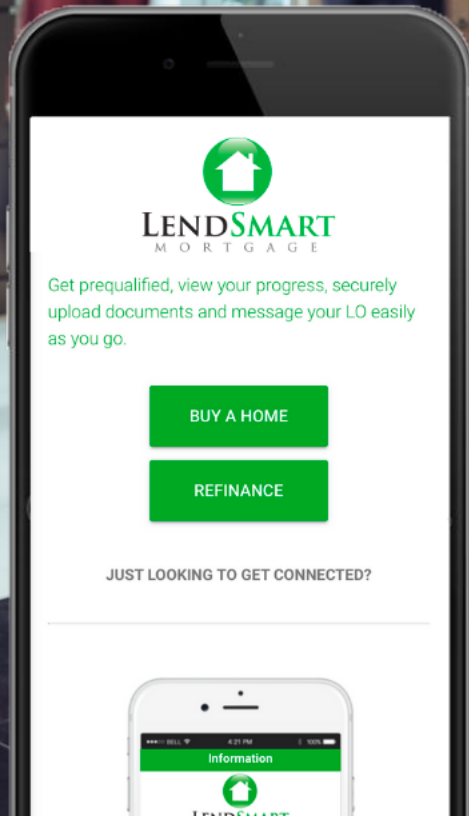 LENDSMART
MORTGAGE
Get prequalified, view your progress, securely
upload documents and message your LO easily
as you go.
BUY A HOME
REFINANCE
JUST LOOKING TO GET CONNECTED?
BELL 4:21 PM 100%
Information
LENDSMART